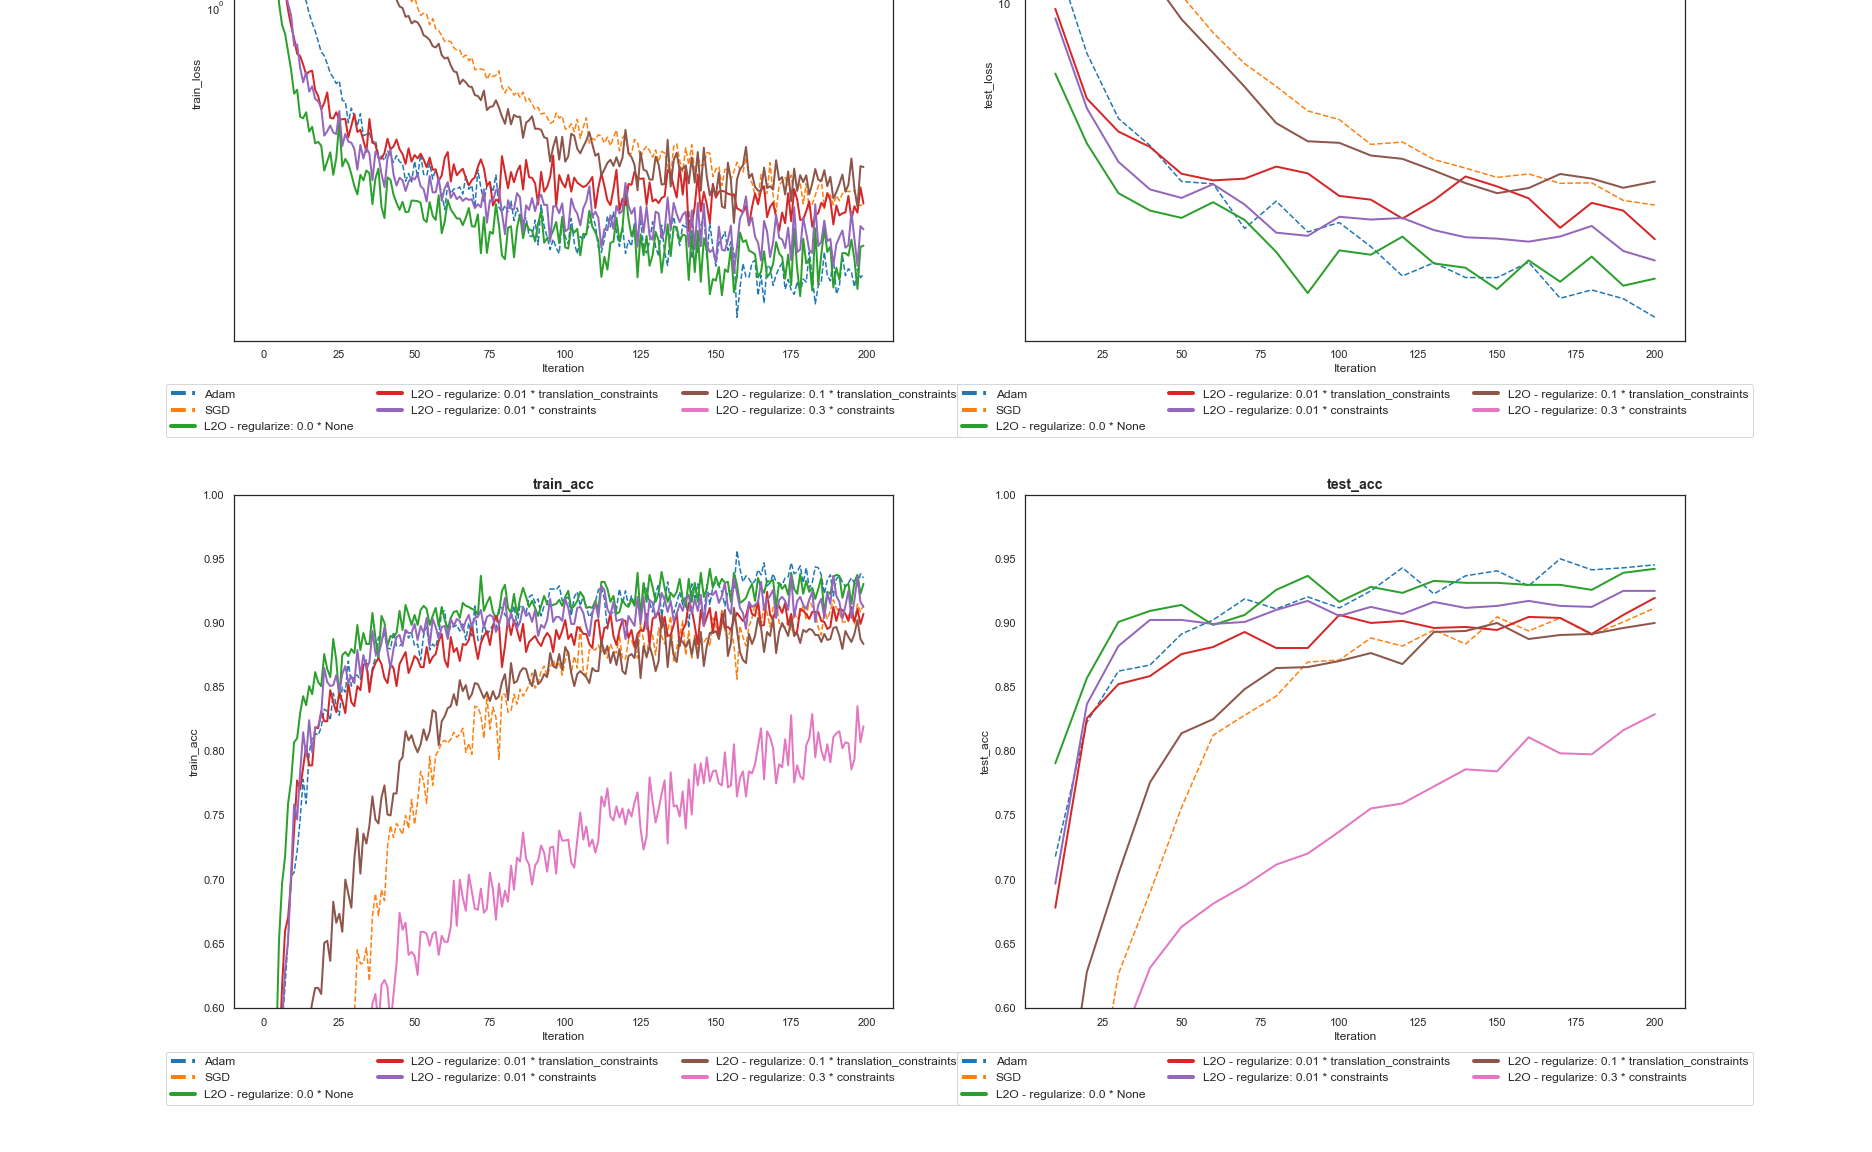 10^0
train_loss
0 25 50 75 100 125 150 175 200
Iteration
Adam
SGD
L2O - regularize: 0.0 * None
L2O - regularize: 0.01 * translation_constraints
L2O - regularize: 0.01 * constraints
L2O - regularize: 0.1 * translation_constraints
L2O - regularize: 0.3 * constraints
10
test_loss
25 50 75 100 125 150 175 200
Iteration
Adam
SGD
L2O - regularize: 0.0 * None
L2O - regularize: 0.01 * translation_constraints
L2O - regularize: 0.01 * constraints
L2O - regularize: 0.1 * translation_constraints
L2O - regularize: 0.3 * constraints
train_acc
1.00
0.95
0.90
0.85
0.80
0.75
0.70
0.65
0.60
train_acc
0 25 50 75 100 125 150 175 200
Iteration
Adam
SGD
L2O - regularize: 0.0 * None
L2O - regularize: 0.01 * translation_constraints
L2O - regularize: 0.01 * constraints
L2O - regularize: 0.1 * translation_constraints
L2O - regularize: 0.3 * constraints
test_acc
1.00
0.95
0.90
0.85
0.80
0.75
0.70
0.65
0.60
test_acc
25 50 75 100 125 150 175 200
Iteration
Adam
SGD
L2O - regularize: 0.0 * None
L2O - regularize: 0.01 * translation_constraints
L2O - regularize: 0.01 * constraints
L2O - regularize: 0.1 * translation_constraints
L2O - regularize: 0.3 * constraints